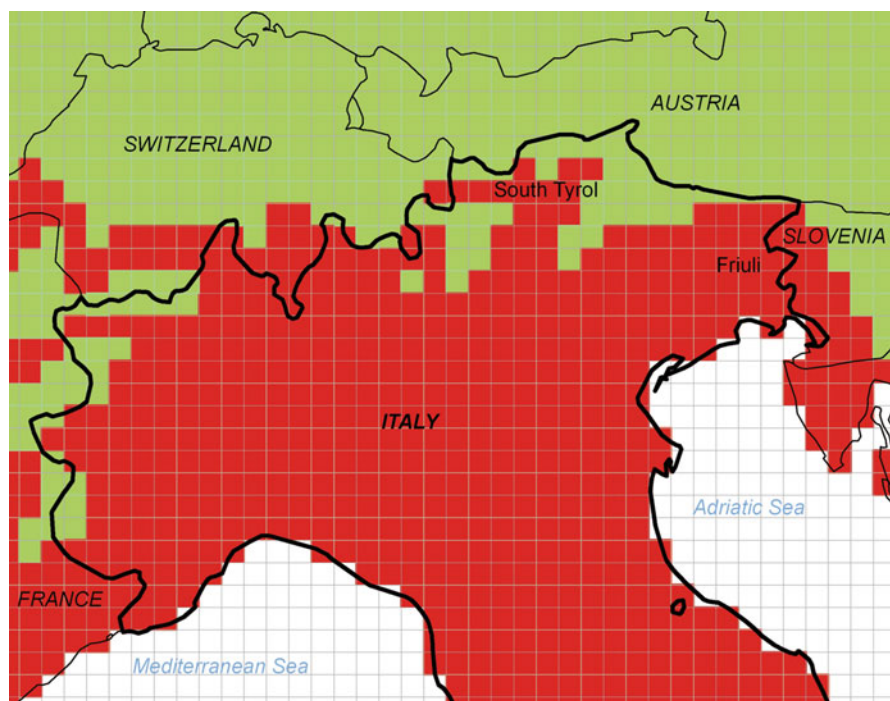 AUSTRIA
SWITZERLAND
South Tyrol
SLOVENIA
Friuli
ITALY
Adriatic Sea
FRANCE
Mediterranean Sea